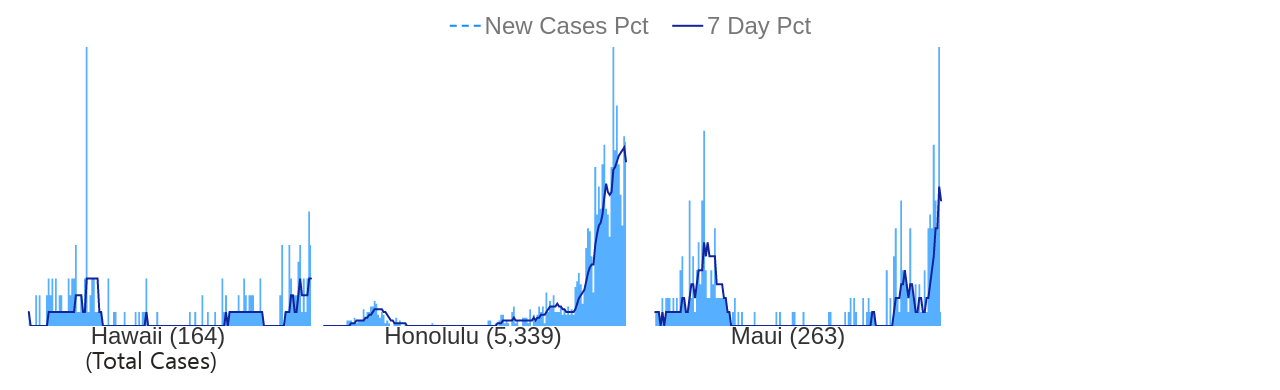 New Cases Pct 7 Day Pct
Hawaii (164) Honolulu (5,339) Maui (263)
(Total Cases)